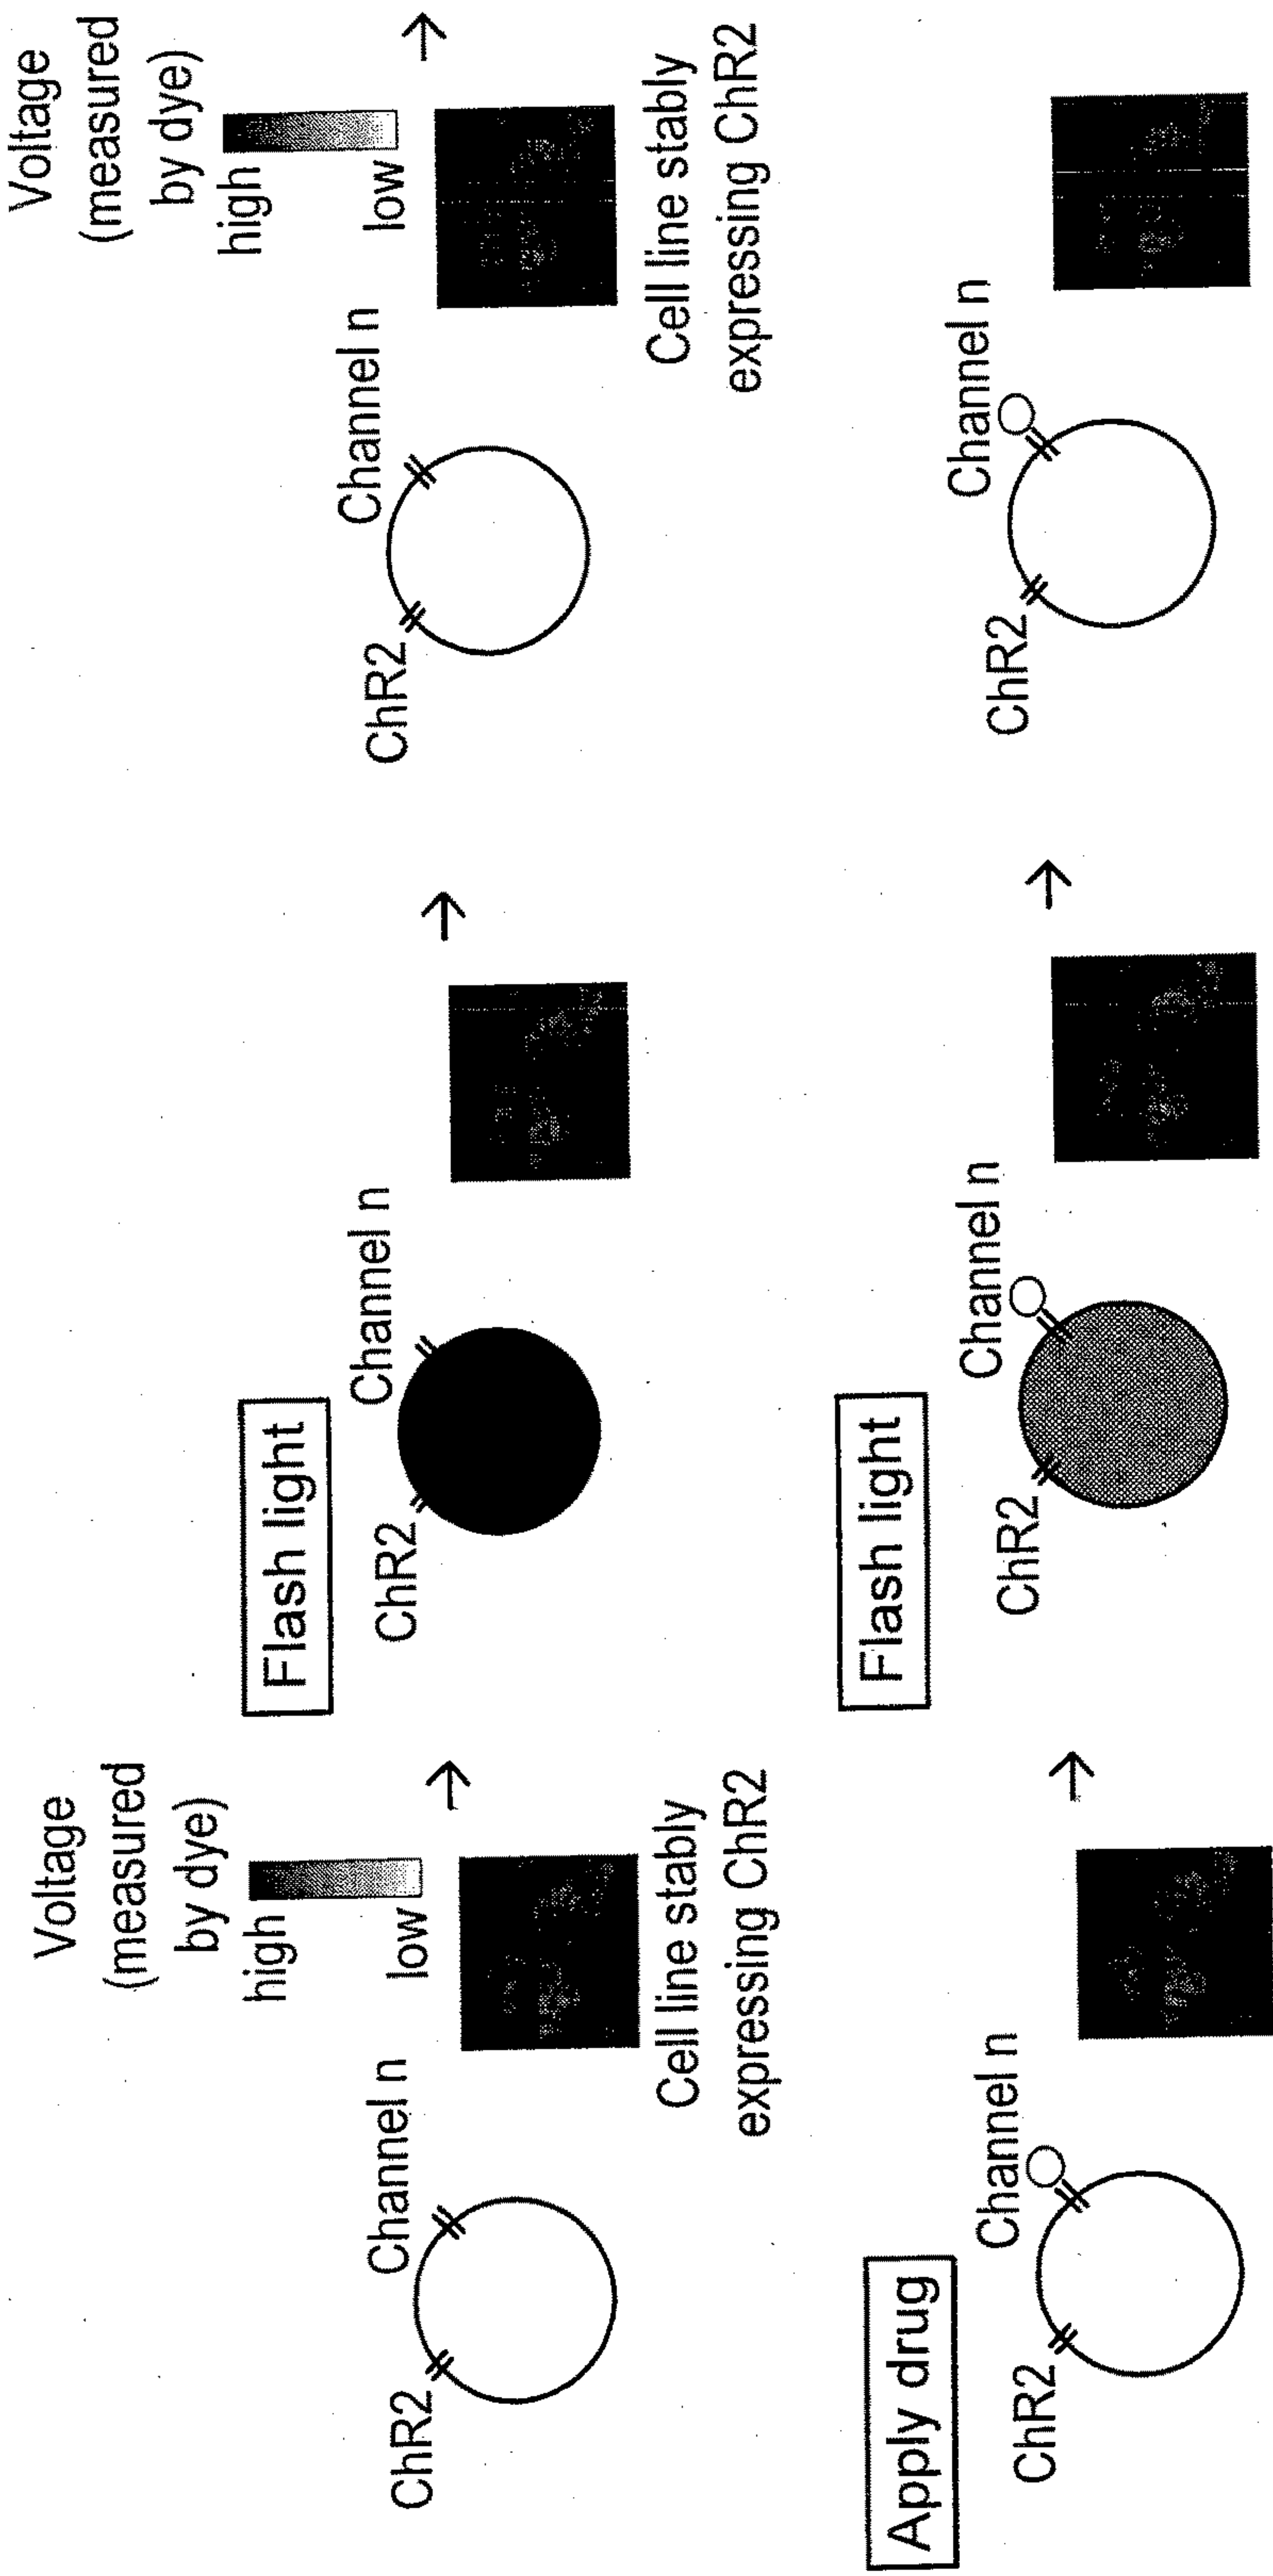 Voltage
(measured
by dye)
high
low
ChR2
Channel n
Cell line stably
expressing ChR2
Flash light
ChR2
Channel n
Voltage
(measured
by dye)
high
low
ChR2
Channel n
Cell line stably
expressing ChR2
Apply drug
ChR2
Channel n
Flash light
ChR2
Channel n
ChR2
Channel n